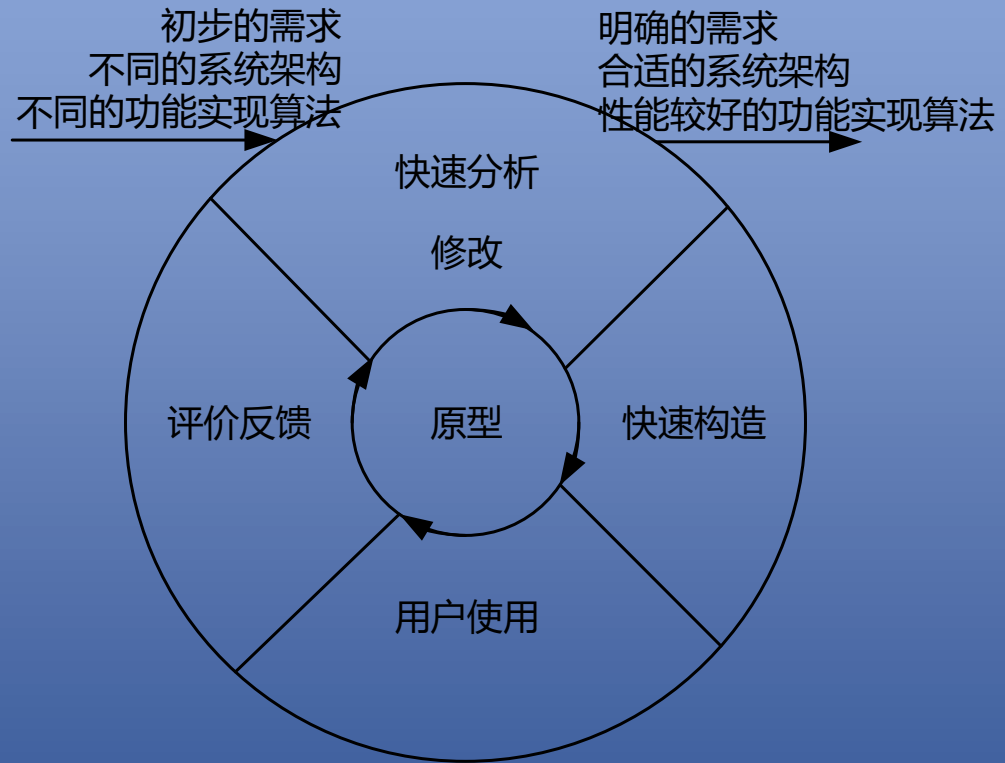 初步的需求
不同的系统架构
不同的功能实现算法
明确的需求
合适的系统架构
性能较好的功能实现算法
快速分析
修改
评价反馈
原型
快速构造
用户使用